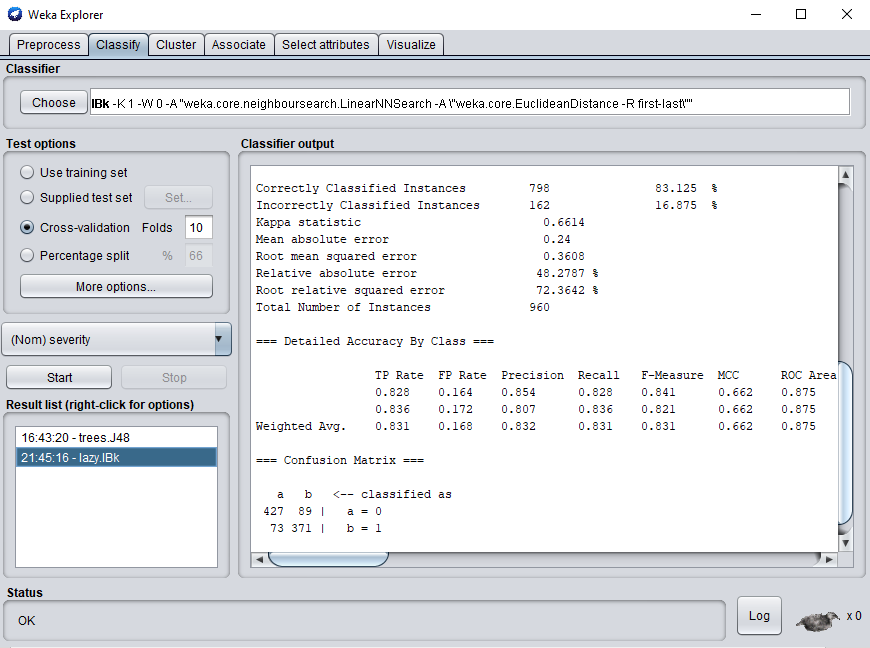 Weka Explorer
Preprocess Classify Cluster Associate Select attributes Visualize
Classifier
Choose IBk -K 1 -W 0 -A "weka.core.neighboursearch.LinearNNSearch -A \"weka.core.EuclideanDistance -R first-last\""
Test options
Use training set
Supplied test set Set...
Cross-validation Folds 10
Percentage split % 66
More options...
(Nom) severity
Start Stop
Result list (right-click for options)
16:43:20 - trees.J48
21:45:16 - lazy.IBk
Classifier output
Correctly Classified Instances 798 83.125 %
Incorrectly Classified Instances 162 16.875 %
Kappa statistic 0.6614
Mean absolute error 0.24
Root mean squared error 0.3608
Relative absolute error 48.2787 %
Root relative squared error 72.3642 %
Total Number of Instances 960
=== Detailed Accuracy By Class ===
TP Rate FP Rate Precision Recall F-Measure MCC ROC Area
0.828 0.164 0.854 0.828 0.841 0.662 0.875
0.836 0.172 0.807 0.836 0.821 0.662 0.875
Weighted Avg. 0.831 0.168 0.832 0.831 0.831 0.662 0.875
=== Confusion Matrix ===
a b <-- classified as
427 89 | a = 0
73 371 | b = 1
Status
OK
Log x 0